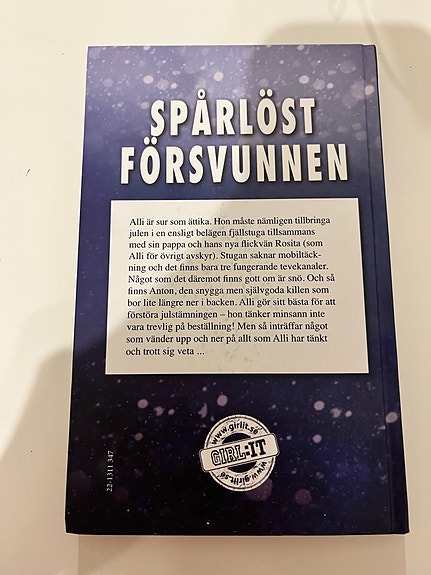 SPÅRLÖST
FÖRSVUNNEN
Alli är sur som ättika. Hon måste nämligen tillbringa
julen i en ensligt belägen fjällstuga tillsammans
med sin pappa och hans nya flickvän Rosita (som
Alli för övrigt avskyr). Stugan saknar mobiltäck-
ning och det finns bara tre fungerande tevekanaler.
Något som det däremot finns gott om är snö. Och så
finns Anton, den snygga men självgoda killen som
bor lite längre ner i backen. Alli gör sitt bästa för att
förstöra julstämningen – hon tänker minsann inte
vara trevlig på beställning! Men så inträffar något
som vänder upp och ner på allt som Alli har tänkt
och trott sig veta ...
www.girlit.se
GIRL:IT
www.girlit.se
22-1311 347